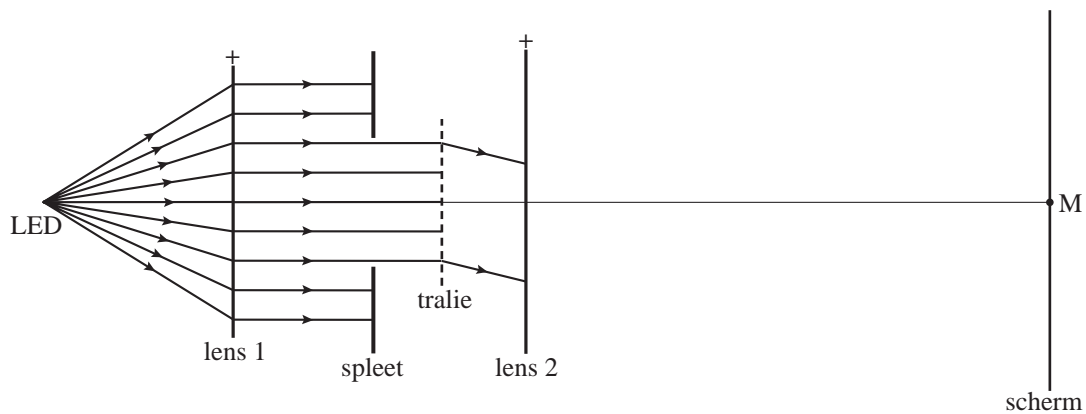 +
+
M
LED
tralie
lens 1
spleet
lens 2
scherm